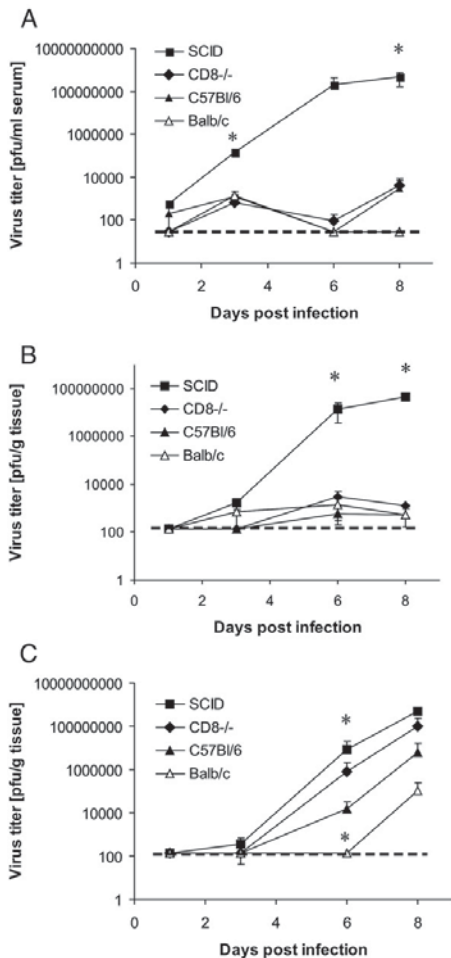 A
Virus titer [pfu/ml serum]
10000000000
100000000
1000000
10000
100
1
SCID
CD8-/-
C57Bl/6
Balb/c
*
*
0 2 4 6 8
Days post infection
B
Virus titer [pfu/g tissue]
100000000
1000000
10000
100
1
SCID
CD8-/-
C57Bl/6
Balb/c
*
*
0 2 4 6 8
Days post infection
C
Virus titer [pfu/g tissue]
10000000000
100000000
1000000
10000
100
1
SCID
CD8-/-
C57Bl/6
Balb/c
*
*
0 2 4 6 8
Days post infection